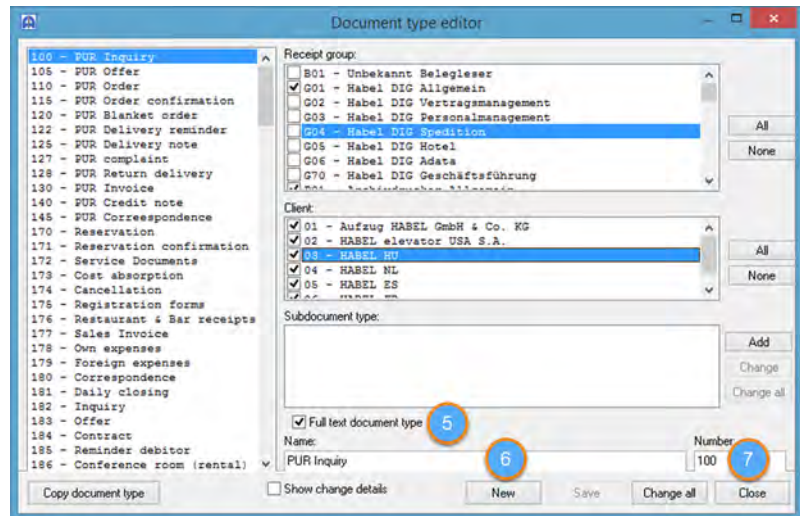 Document type editor
100 - PUR Inquiry
105 - PUR Offer
110 - PUR Order
115 - PUR Order confirmation
120 - PUR Blanket order
122 - PUR Delivery reminder
125 - PUR Delivery note
127 - PUR complaint
128 - PUR Return delivery
130 - PUR Invoice
140 - PUR Credit note
145 - PUR Correespondence
170 - Reservation
171 - Reservation confirmation
172 - Service Documents
173 - Cost absorption
174 - Cancellation
175 - Registration forms
176 - Restaurant & Bar receipts
177 - Sales Invoice
178 - Own expenses
179 - Foreign expenses
180 - Correspondence
181 - Daily closing
182 - Inquiry
183 - Offer
184 - Contract
185 - Reminder debitor
186 - Conference room (rental)
Receipt group:
B01 - Unbekannt Belegleser
G01 - Habel DIG Allgemein
G02 - Habel DIG Vertragsmanagement
G03 - Habel DIG Personalmanagement
G04 - Habel DIG Spedition
G05 - Habel DIG Hotel
G06 - Habel DIG Adata
G70 - Habel DIG Geschäftsführung
All
None
Client:
01 - Aufzug HABEL GmbH & Co. KG
02 - HABEL elevator USA S.A.
03 - HABEL HU
04 - HABEL NL
05 - HABEL ES
All
None
Subdocument type:
Add
Change
Change all
Full text document type
5
Name:
Number:
PUR Inquiry
6
100
7
Copy document type
Show change details
New
Save
Change all
Close